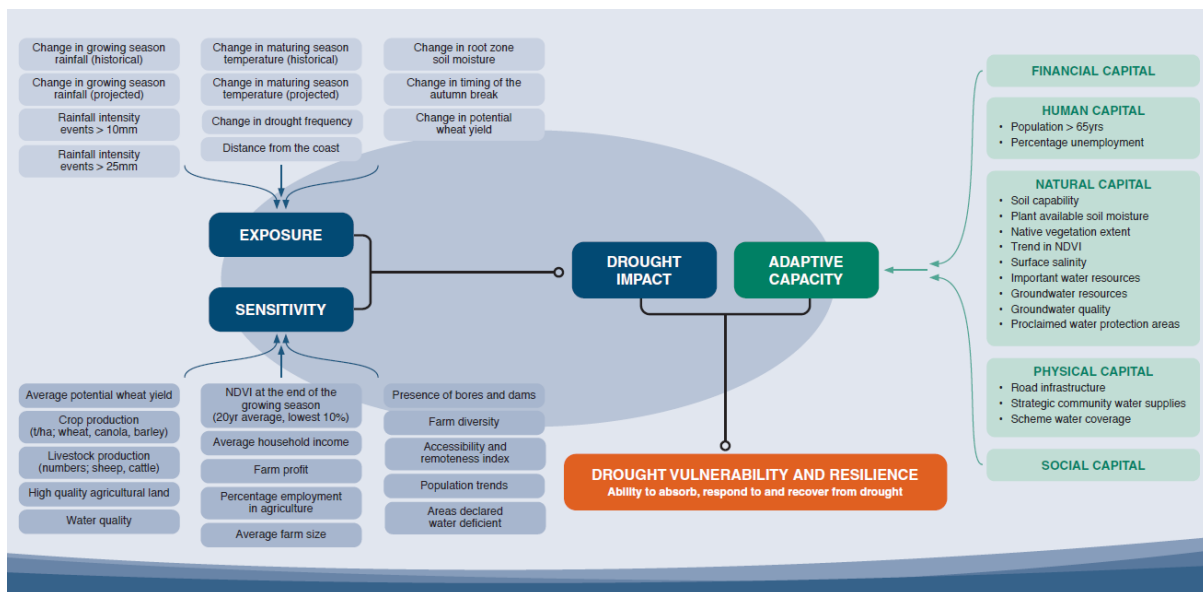 Change in growing season
rainfall (historical)
Change in growing season
rainfall (projected)
Rainfall intensity
events > 10mm
Rainfall intensity
events > 25mm
Change in maturing season
temperature (historical)
Change in maturing season
temperature (projected)
Change in drought frequency
Distance from the coast
Change in root zone
soil moisture
Change in timing of the
autumn break
Change in potential
wheat yield
EXPOSURE
SENSITIVITY
DROUGHT
IMPACT
ADAPTIVE
CAPACITY
Average potential wheat yield
Crop production
(t/ha; wheat, canola, barley)
Livestock production
(numbers; sheep, cattle)
High quality agricultural land
Water quality
NDVI at the end of the
growing season
(20yr average, lowest 10%)
Average household income
Farm profit
Percentage employment
in agriculture
Average farm size
Presence of bores and dams
Farm diversity
Accessibility and
remoteness index
Population trends
Areas declared
water deficient
DROUGHT VULNERABILITY AND RESILIENCE
Ability to absorb, respond to and recover from drought
FINANCIAL CAPITAL
HUMAN CAPITAL
• Population > 65yrs
• Percentage unemployment
NATURAL CAPITAL
• Soil capability
• Plant available soil moisture
• Native vegetation extent
• Trend in NDVI
• Surface salinity
• Important water resources
• Groundwater resources
• Groundwater quality
• Proclaimed water protection areas
PHYSICAL CAPITAL
• Road infrastructure
• Strategic community water supplies
• Scheme water coverage
SOCIAL CAPITAL